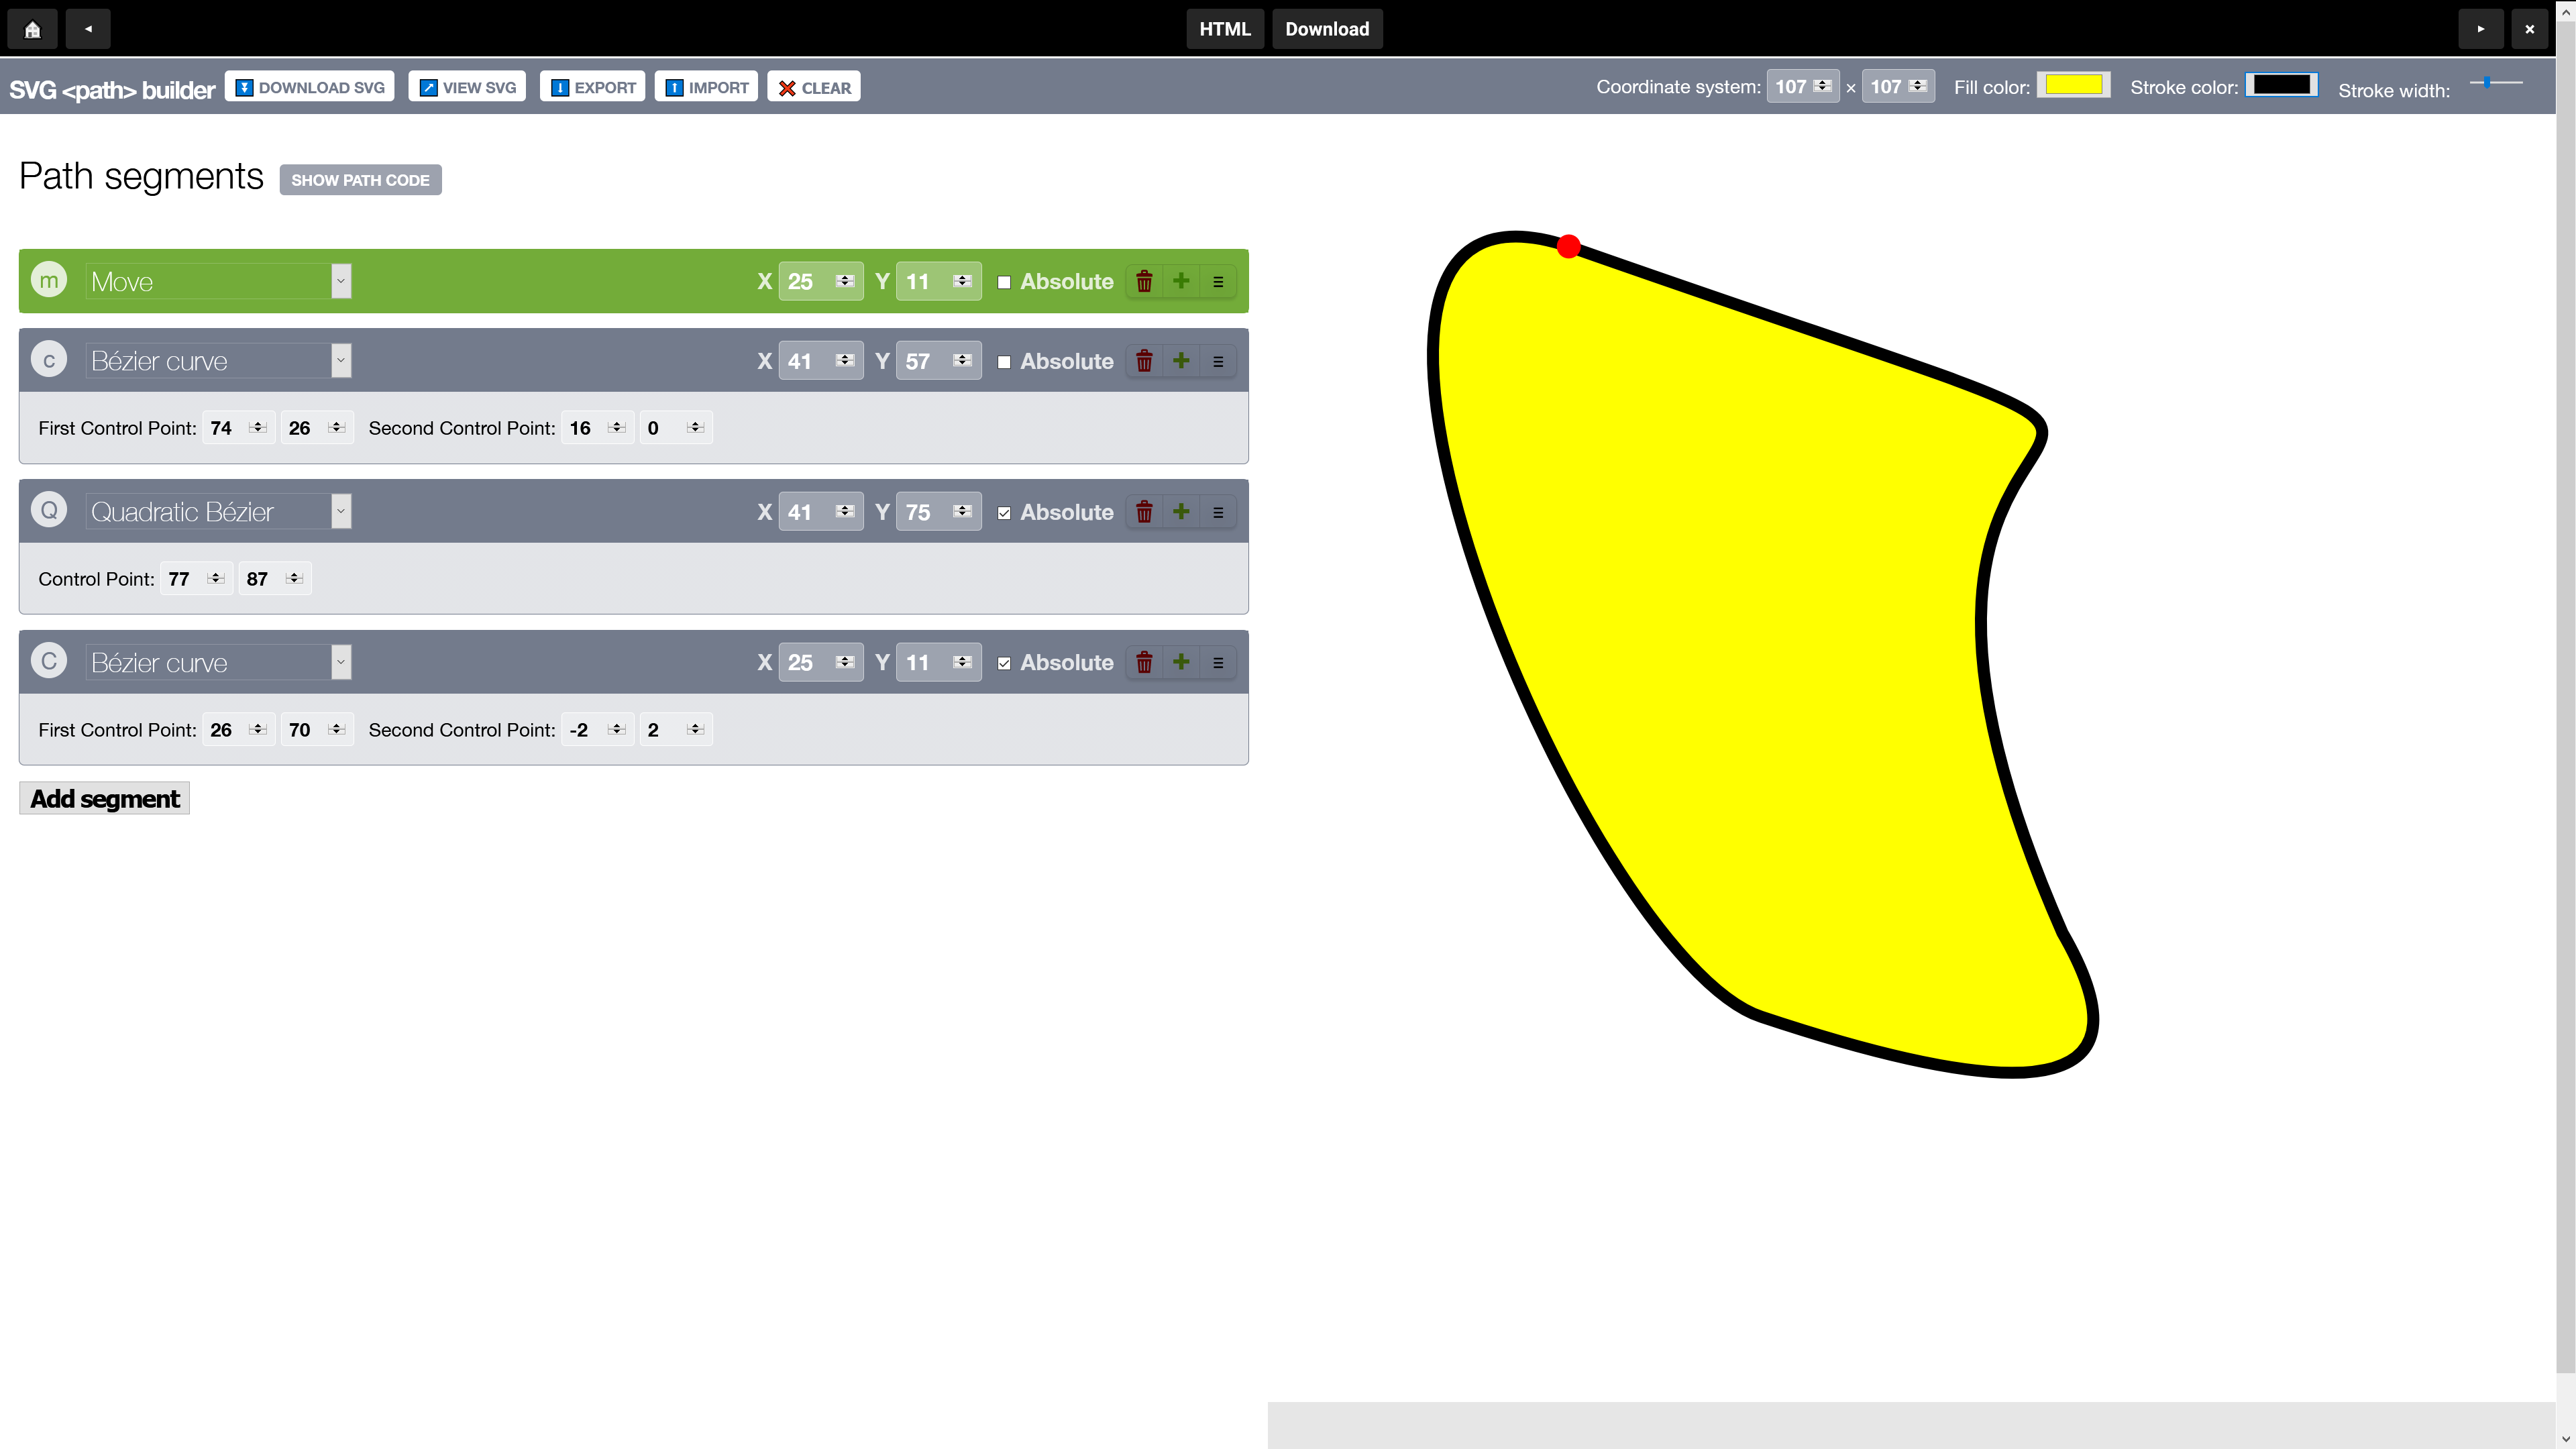 HTML Download
SVG <path> builder DOWNLOAD SVG VIEW SVG EXPORT IMPORT CLEAR Coordinate system: 107 × 107 Fill color: Stroke color: Stroke width:
Path segments SHOW PATH CODE
m Move X 25 Y 11 Absolute
c Bézier curve X 41 Y 57 Absolute
First Control Point: 74 26 Second Control Point: 16 0
Q Quadratic Bézier X 41 Y 75 Absolute
Control Point: 77 87
C Bézier curve X 25 Y 11 Absolute
First Control Point: 26 70 Second Control Point: -2 2
Add segment